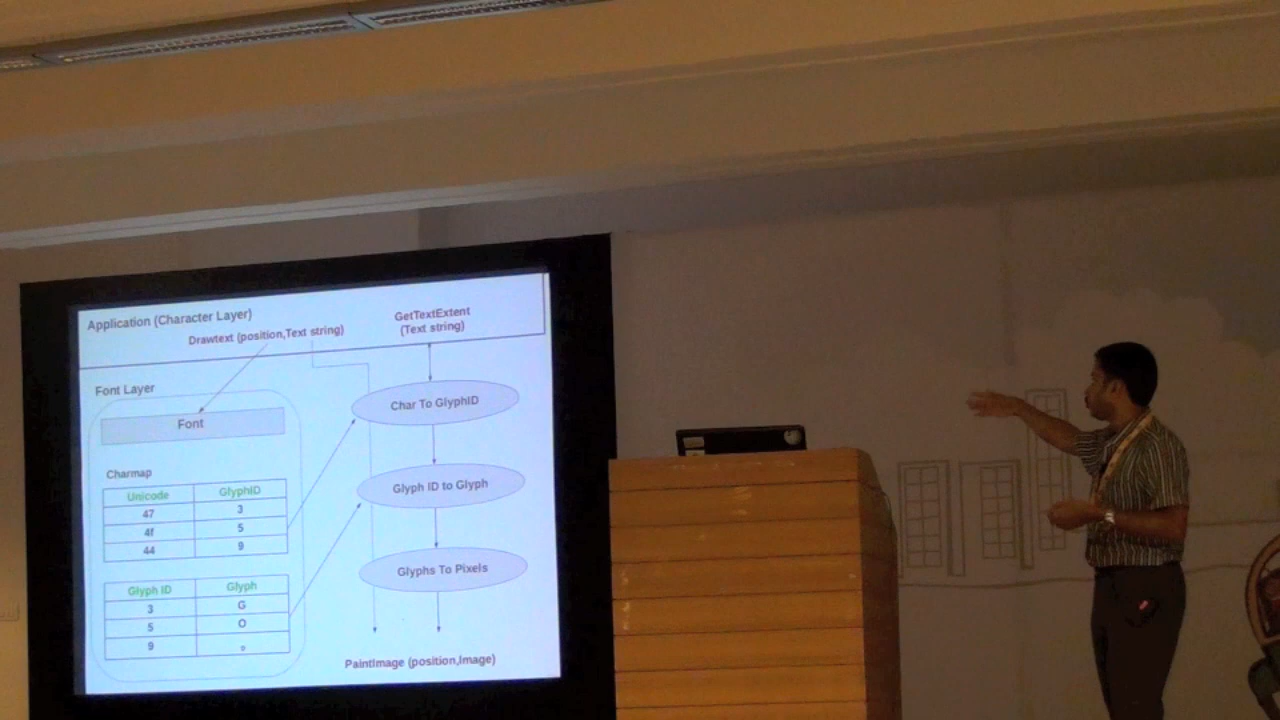 Application (Character Layer)
Drawtext (position,Text string)
GetTextExtent
(Text string)
Font Layer
Font
Charmap
Unicode GlyphID
47 3
4f 5
44 9
Glyph ID Glyph
3 G
5 O
9
Char To GlyphID
Glyph ID to Glyph
Glyphs To Pixels
PaintImage (position,Image)